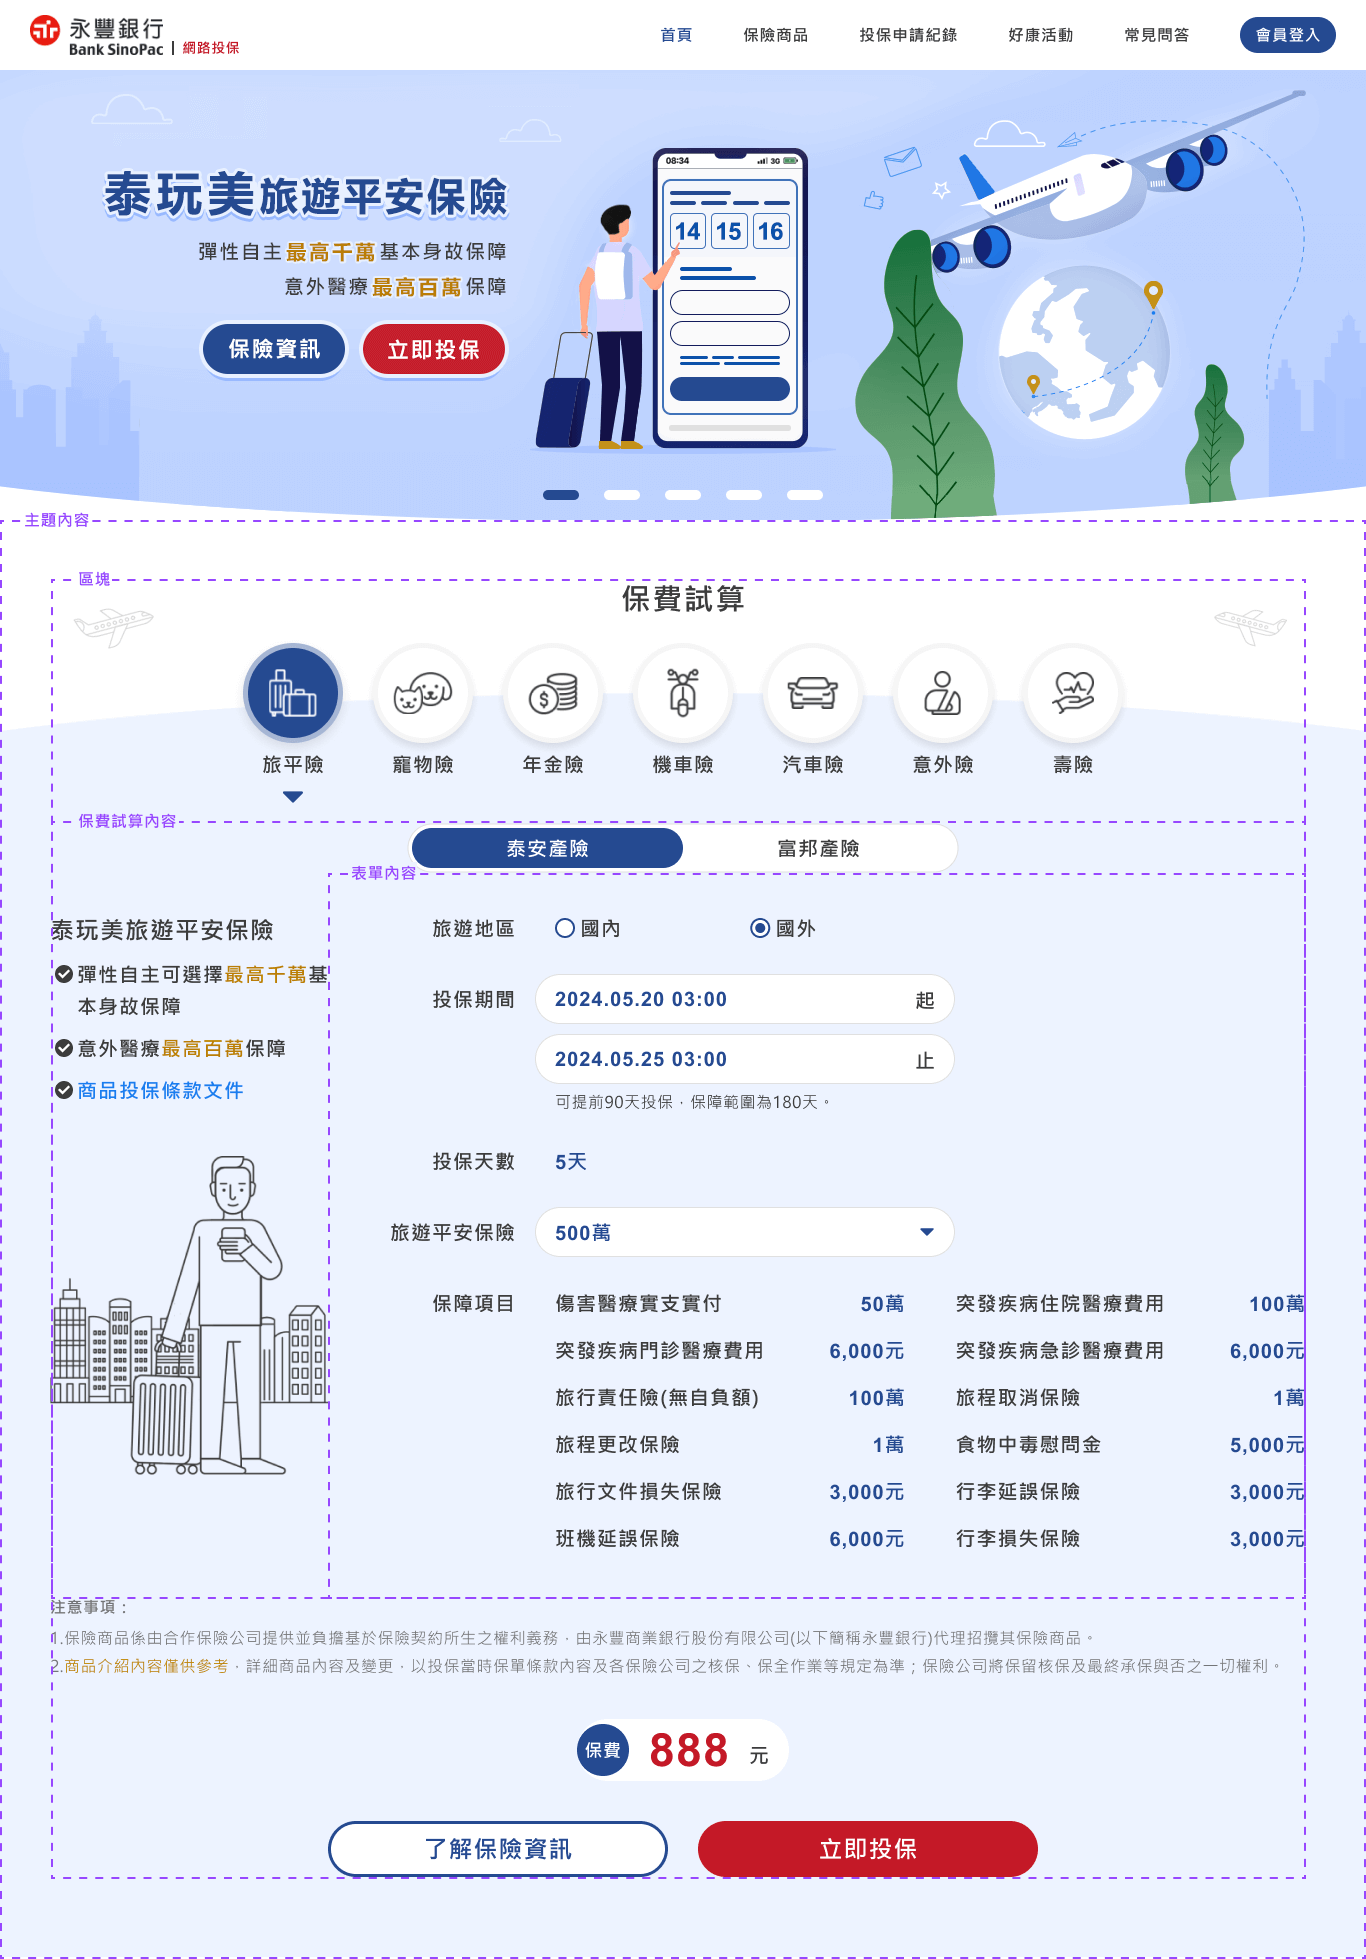 永豐銀行
Bank SinoPac
網路投保
首頁
保險商品
投保申請紀錄
好康活動
常見問答
會員登入
泰玩美旅遊平安保險
彈性自主最高千萬基本身故保障
意外醫療最高百萬保障
保險資訊
立即投保
08:34
3G
14
15
16
主題內容
區塊
保費試算
旅平險
寵物險
年金險
機車險
汽車險
意外險
壽險
保費試算內容
泰安產險
富邦產險
表單內容
泰玩美旅遊平安保險
彈性自主可選擇最高千萬基
本身故保障
意外醫療最高百萬保障
商品投保條款文件
旅遊地區
國內
國外
投保期間
2024.05.20 03:00
起
2024.05.25 03:00
止
可提前90天投保，保障範圍為180天。
投保天數
5天
旅遊平安保險
500萬
保障項目
傷害醫療實支實付 50萬
突發疾病住院醫療費用 100萬
突發疾病門診醫療費用 6,000元
突發疾病急診醫療費用 6,000元
旅行責任險(無自負額) 100萬
旅程取消保險 1萬
旅程更改保險 1萬
食物中毒慰問金 5,000元
旅行文件損失保險 3,000元
行李延誤保險 3,000元
班機延誤保險 6,000元
行李損失保險 3,000元
注意事項：
1.保險商品係由合作保險公司提供並負擔基於保險契約所生之權利義務，由永豐商業銀行股份有限公司(以下簡稱永豐銀行)代理招攬其保險商品。
2.商品介紹內容僅供參考，詳細商品內容及變更，以投保當時保單條款內容及各保險公司之核保、保全作業等規定為準；保險公司將保留核保及最終承保與否之一切權利。
保費
888
元
了解保險資訊
立即投保